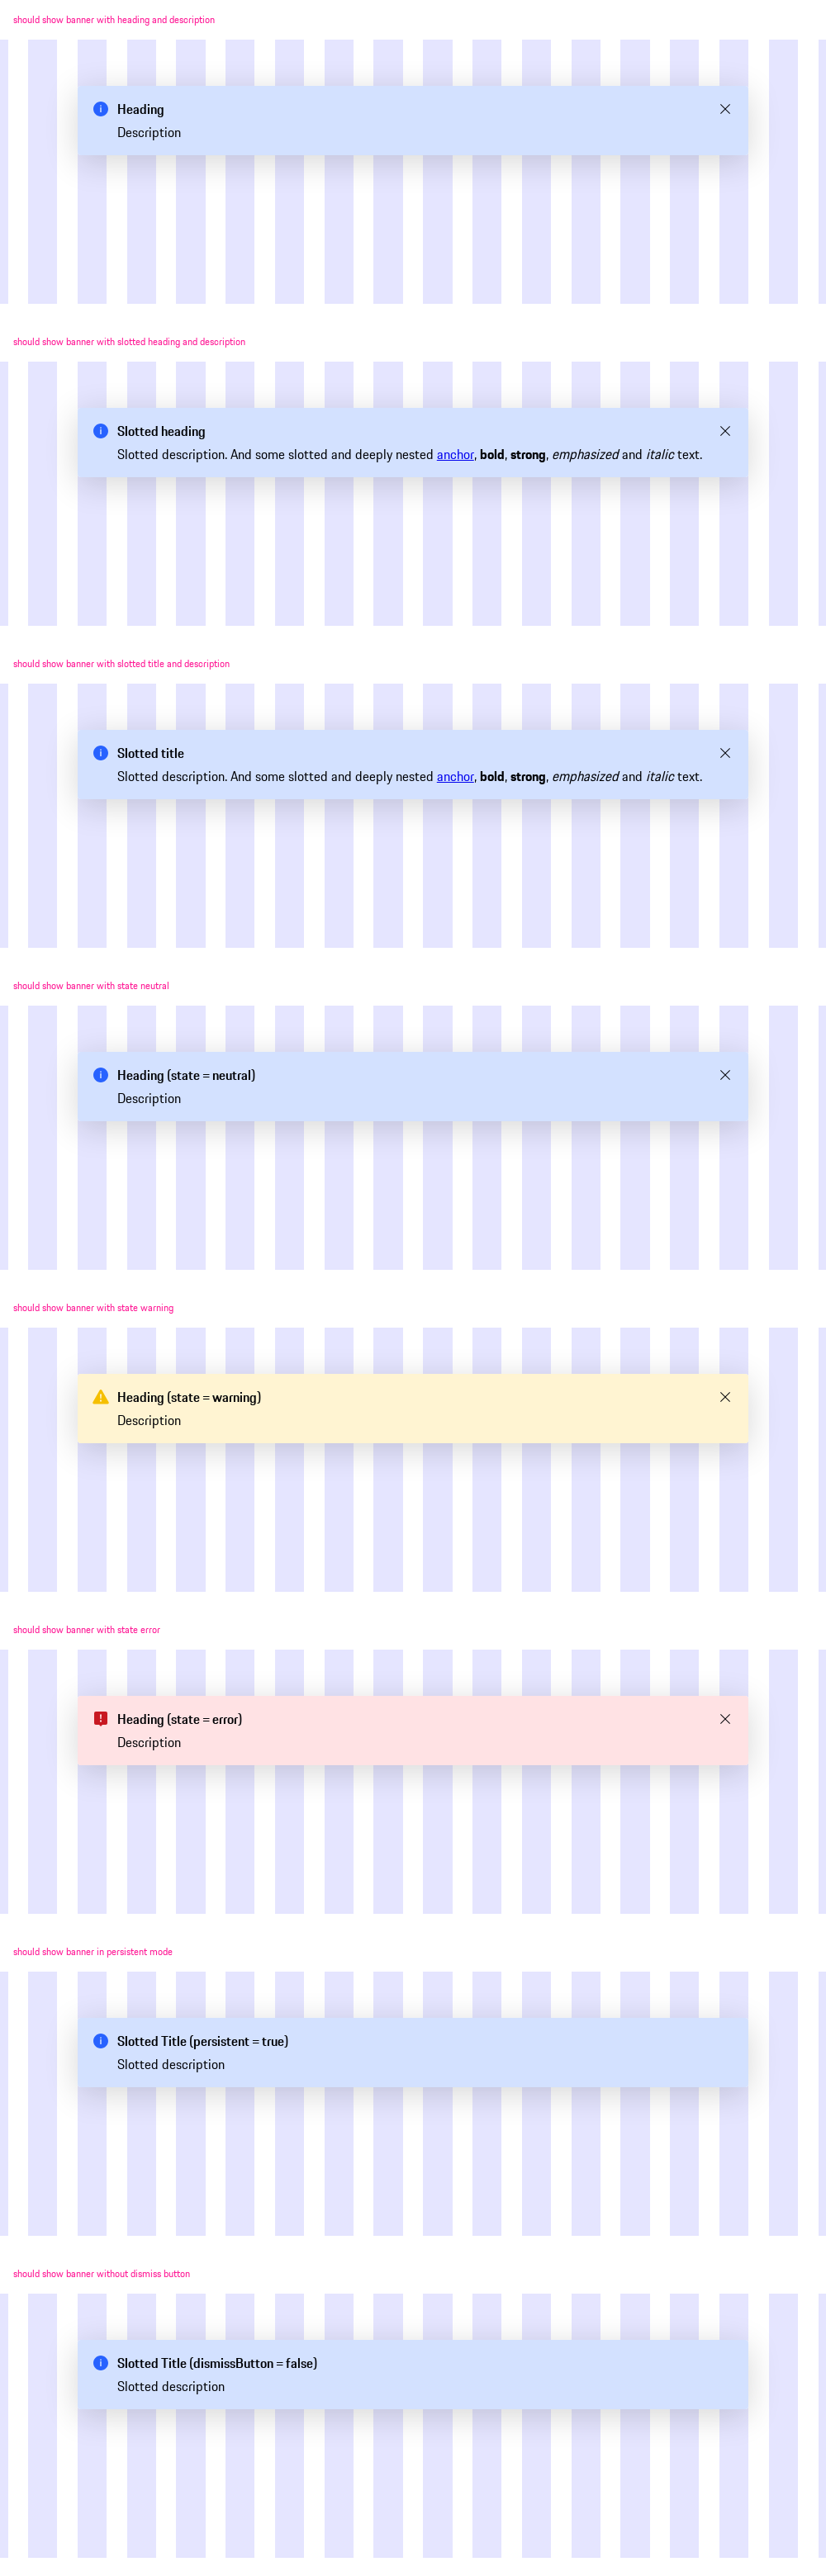 should show banner with heading and description
Heading
Description
should show banner with slotted heading and description
Slotted heading
Slotted description. And some slotted and deeply nested anchor, bold, strong, emphasized and italic text.
should show banner with slotted title and description
Slotted title
Slotted description. And some slotted and deeply nested anchor, bold, strong, emphasized and italic text.
should show banner with state neutral
Heading (state = neutral)
Description
should show banner with state warning
Heading (state = warning)
Description
should show banner with state error
Heading (state = error)
Description
should show banner in persistent mode
Slotted Title (persistent = true)
Slotted description
should show banner without dismiss button
Slotted Title (dismissButton = false)
Slotted description